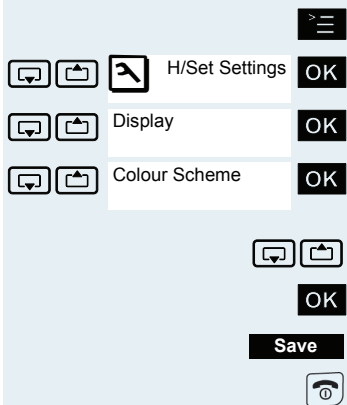 H/Set Settings OK
Display OK
Colour Scheme OK
OK
Save